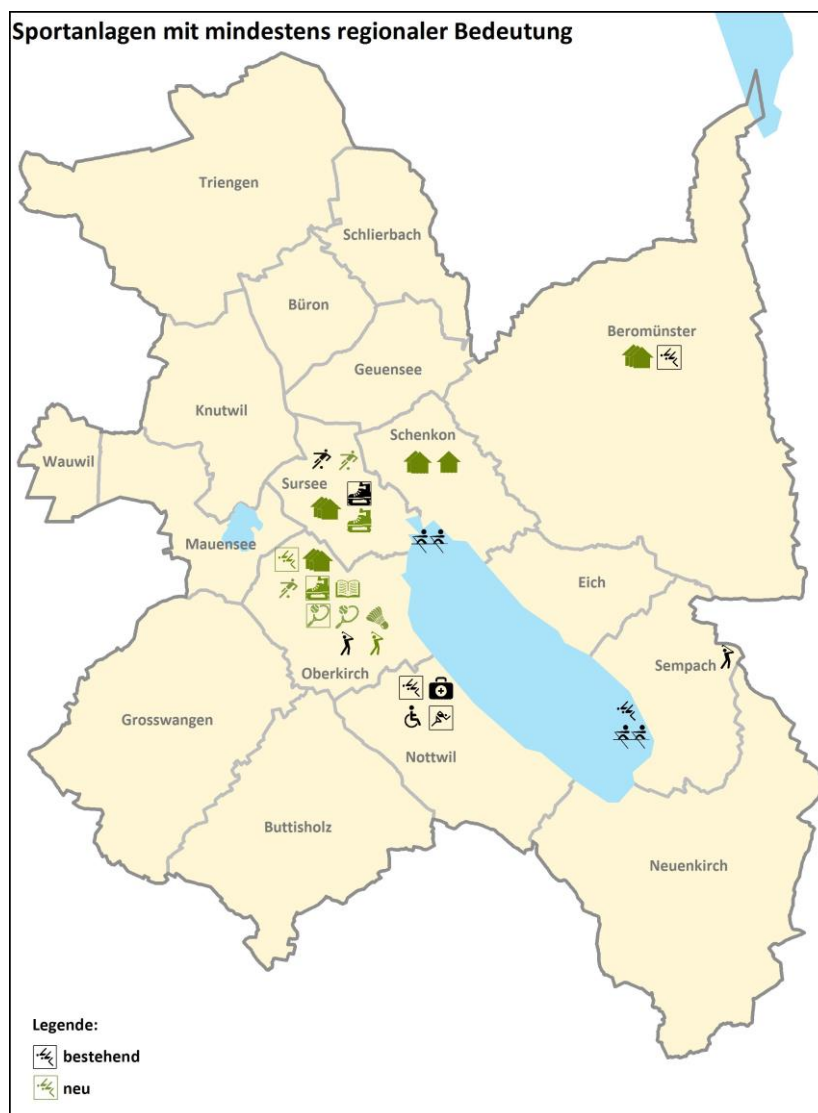 Sportanlagen mit mindestens regionaler Bedeutung
Triengen
Schlierbach
Büron
Beromünster
Geuensee
Knutwil
Schenkon
Wauwil
Sursee
Mauensee
Eich
Sempach
Oberkirch
Grosswangen
Nottwil
Buttisholz
Neuenkirch
Legende:
bestehend
neu